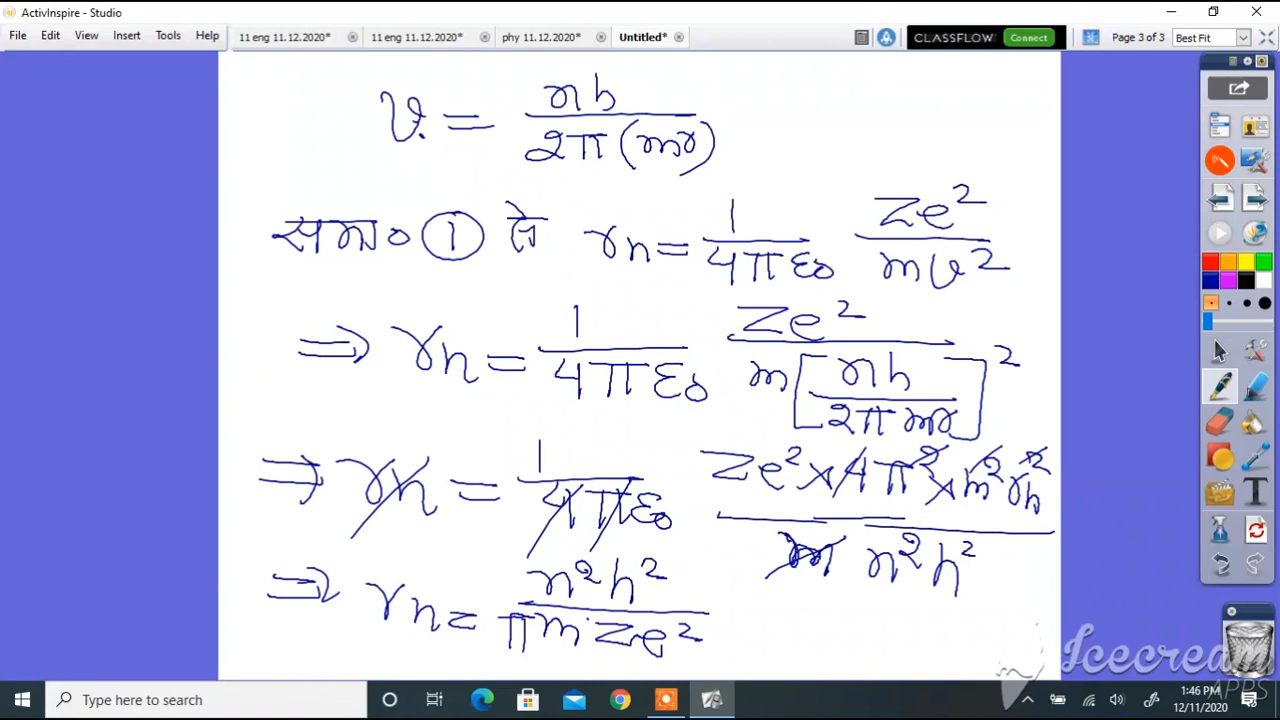 ActivInspire - Studio
File Edit View Insert Tools Help 11 eng 11.12.2020* 11 eng 11.12.2020* phy 11.12.2020* Untitled* CLASSFLOW Connect Page 3 of 3 Best Fit
v = nh / 2π(mr)
समी० ① से rn = 1 / 4πε₀ Ze² / mv²
⇒ rn = 1 / 4πε₀ Ze² / m[nh / 2πmr]²
⇒ rn = 1 / 4πε₀ Ze² × 4π² × m² rn² / m n²h²
⇒ rn = n²h² / πmZe²
Icecream
APPS
Type here to search 1:46 PM
12/11/2020